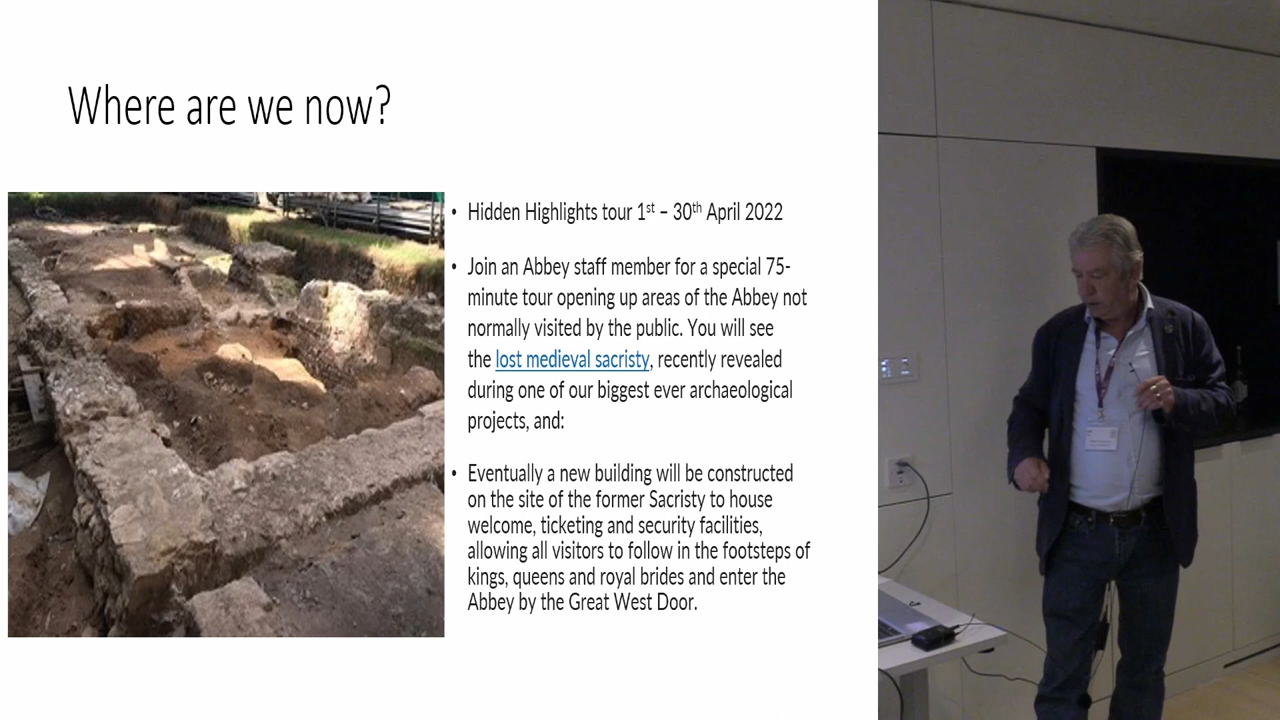 Where are we now?
• Hidden Highlights tour 1st – 30th April 2022
• Join an Abbey staff member for a special 75-
minute tour opening up areas of the Abbey not
normally visited by the public. You will see
the lost medieval sacristy, recently revealed
during one of our biggest ever archaeological
projects, and:
• Eventually a new building will be constructed
on the site of the former Sacristy to house
welcome, ticketing and security facilities,
allowing all visitors to follow in the footsteps of
kings, queens and royal brides and enter the
Abbey by the Great West Door.